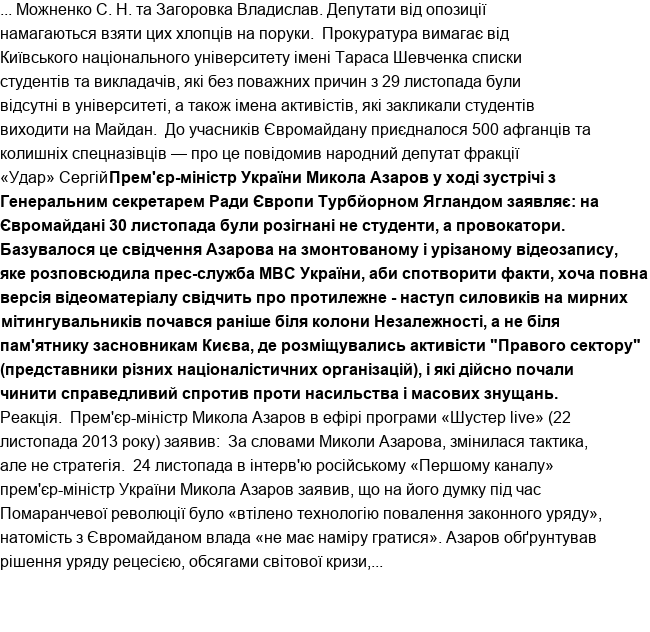 ... Можненко С. Н. та Загоровка Владислав. Депутати від опозиції
намагаються взяти цих хлопців на поруки.  Прокуратура вимагає від
Київського національного університету імені Тараса Шевченка списки
студентів та викладачів, які без поважних причин з 29 листопада були
відсутні в університеті, а також імена активістів, які закликали студентів
виходити на Майдан.  До учасників Євромайдану приєдналося 500 афганців та
колишніх спецназівців — про це повідомив народний депутат фракції
«Удар» СергійПрем'єр-міністр України Микола Азаров у ході зустрічі з
Генеральним секретарем Ради Європи Турбйорном Ягландом заявляє: на
Євромайдані 30 листопада були розігнані не студенти, а провокатори.
Базувалося це свідчення Азарова на змонтованому і урізаному відеозапису,
яке розповсюдила прес-служба МВС України, аби спотворити факти, хоча повна
версія відеоматеріалу свідчить про протилежне - наступ силовиків на мирних
мітингувальників почався раніше біля колони Незалежності, а не біля
пам'ятнику засновникам Києва, де розміщувались активісти "Правого сектору"
(представники різних націоналістичних організацій), і які дійсно почали
чинити справедливий спротив проти насильства і масових знущань.
Реакція.  Прем'єр-міністр Микола Азаров в ефірі програми «Шустер live» (22
листопада 2013 року) заявив:  За словами Миколи Азарова, змінилася тактика,
але не стратегія.  24 листопада в інтерв'ю російському «Першому каналу»
прем'єр-міністр України Микола Азаров заявив, що на його думку під час
Помаранчевої революції було «втілено технологію повалення законного уряду»,
натомість з Євромайданом влада «не має наміру гратися». Азаров обґрунтував
рішення уряду рецесією, обсягами світової кризи,...